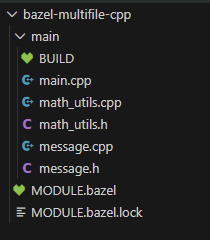 bazel-multifile-cpp
main
BUILD
main.cpp
math_utils.cpp
math_utils.h
message.cpp
message.h
MODULE.bazel
MODULE.bazel.lock